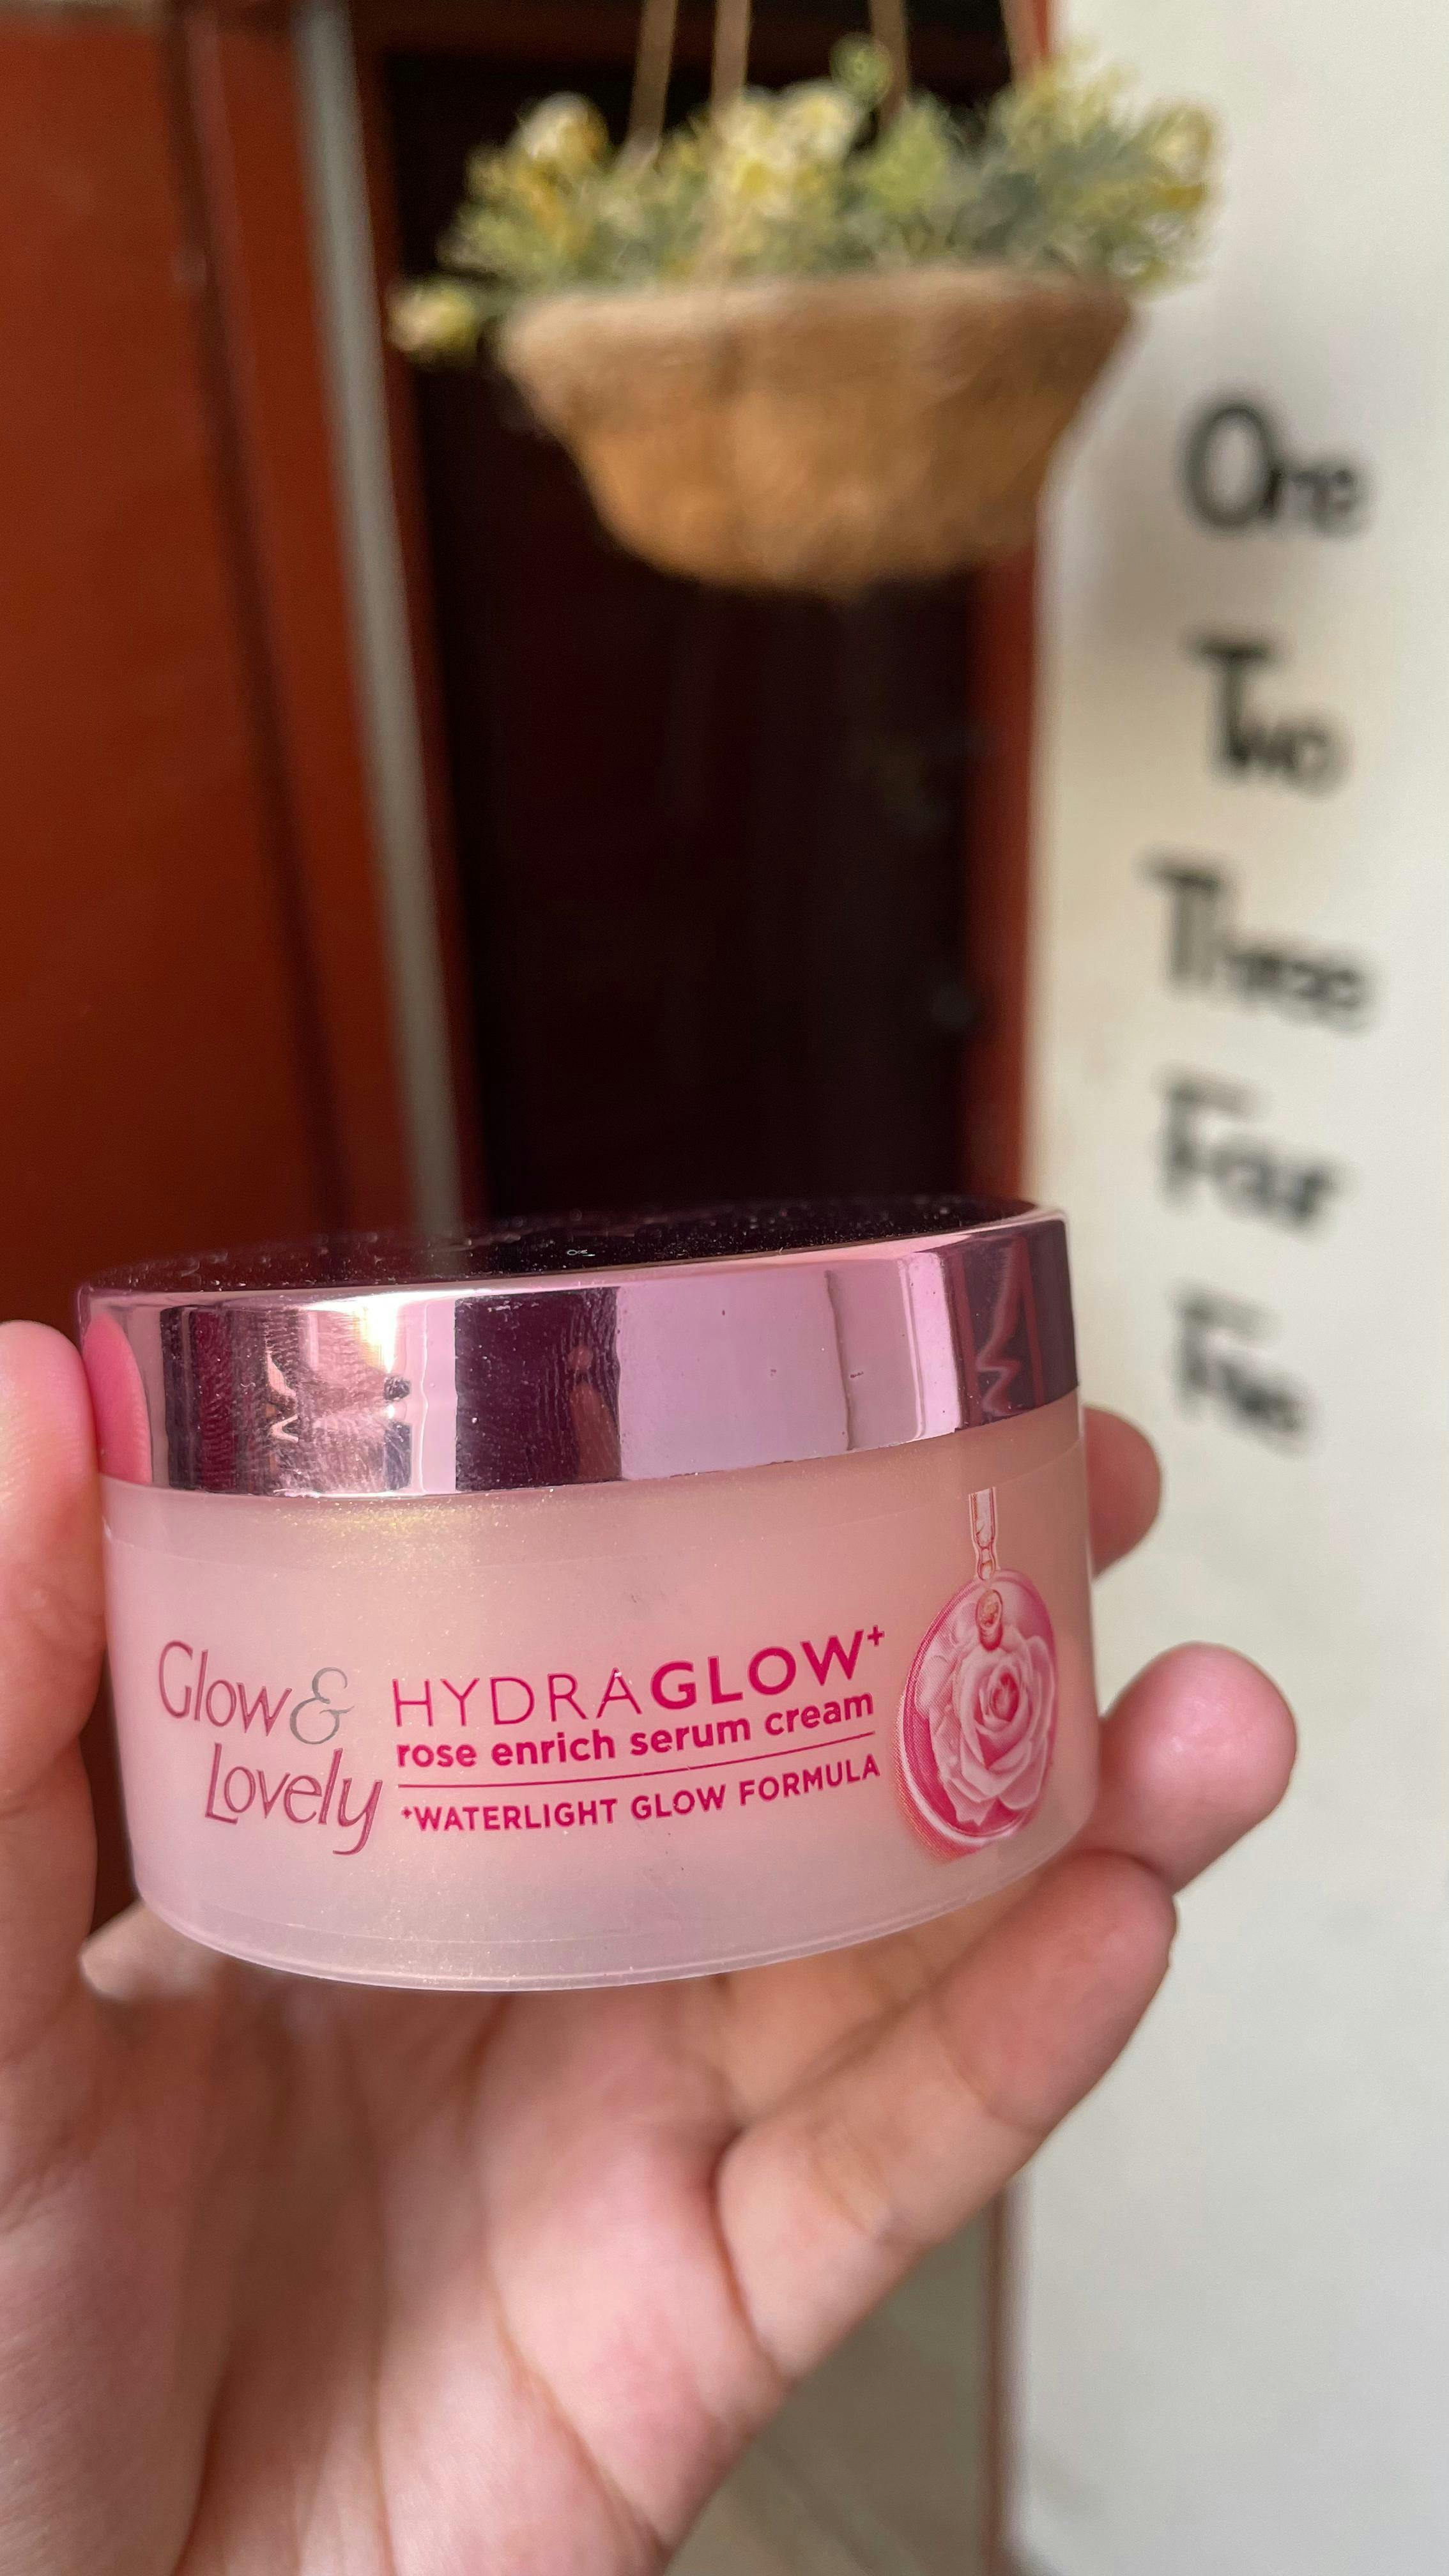 One
Two
Three
Four
Five
Glow &
Lovely
HYDRAGLOW+
rose enrich serum cream
+WATERLIGHT GLOW FORMULA